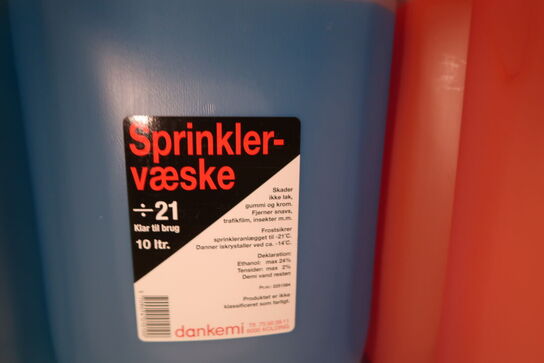 Sprinkler-
væske
÷21
Klar til brug
10 ltr.
Skader
ikke lak,
gummi og krom.
Fjerner snavs,
trafikfilm, insekter m.m.
Frostsikrer
sprinkleranlægget til -21°C.
Danner iskrystaller ved ca. -14°C.
Deklaration:
Ethanol: max 24%
Tensider: max 2%
Demi vand resten
Produktet er ikke
klassificeret som farligt.
dankemi
6000 KOLDING